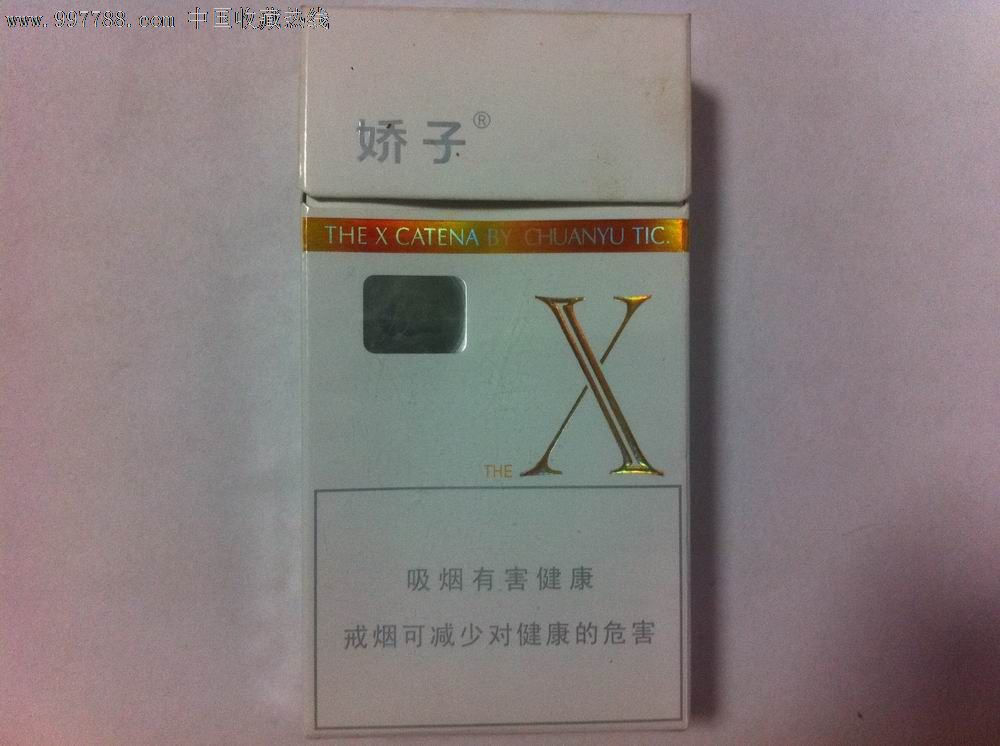 www.997788.com 中国收藏热线
娇子®
THE X CATENA BY CHUANYU TIC.
THE X
吸烟有害健康
戒烟可减少对健康的危害